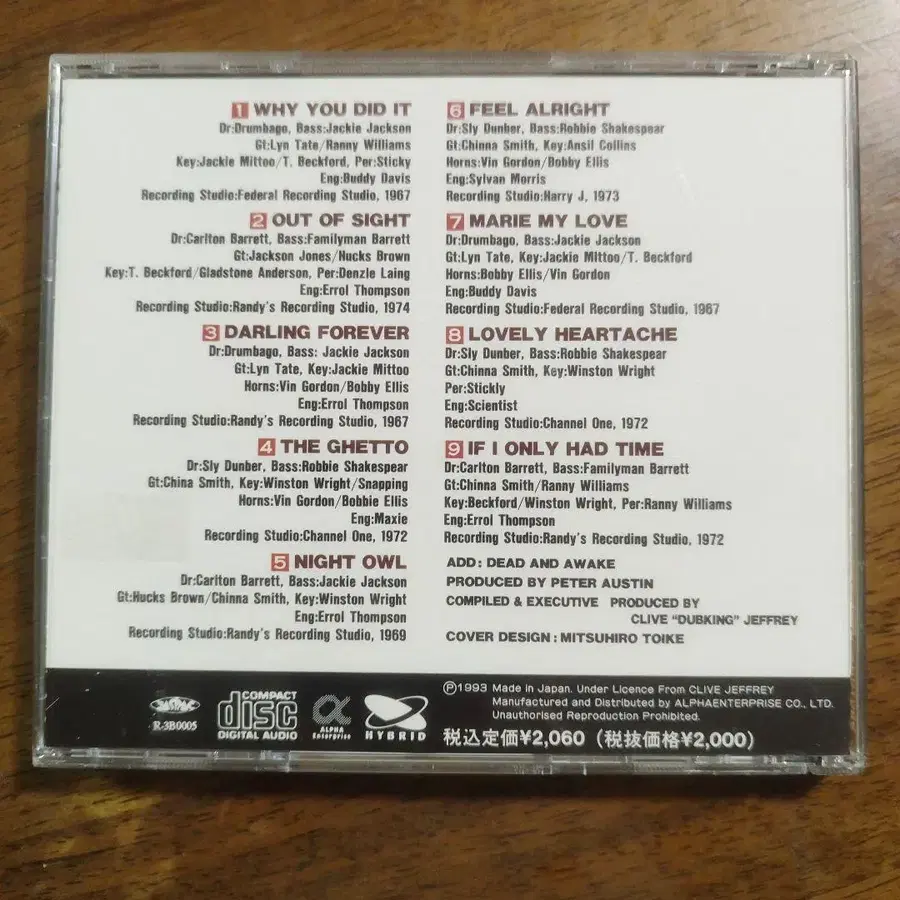 1 WHY YOU DID IT
Dr:Drumbago, Bass:Jackie Jackson
Gt:Lyn Tate/Ranny Williams
Key:Jackie Mittoo/T. Beckford, Per:Sticky
Eng:Buddy Davis
Recording Studio:Federal Recording Studio, 1967
2 OUT OF SIGHT
Dr:Carlton Barrett, Bass:Familyman Barrett
Gt:Jackson Jones/Nucks Brown
Key:T. Beckford/Gladstone Anderson, Per:Denzle Laing
Eng:Errol Thompson
Recording Studio:Randy's Recording Studio, 1974
3 DARLING FOREVER
Dr:Drumbago, Bass: Jackie Jackson
Gt:Lyn Tate, Key:Jackie Mittoo
Horns:Vin Gordon/Bobby Ellis
Eng:Errol Thompson
Recording Studio:Randy's Recording Studio, 1967
4 THE GHETTO
Dr:Sly Dunber, Bass:Robbie Shakespear
Gt:China Smith, Key:Winston Wright/Snapping
Horns:Vin Gordon/Bobbie Ellis
Eng:Maxie
Recording Studio:Channel One, 1972
5 NIGHT OWL
Dr:Carlton Barrett, Bass:Jackie Jackson
Gt:Hucks Brown/Chinna Smith, Key:Winston Wright
Eng:Errol Thompson
Recording Studio:Randy's Recording Studio, 1969
6 FEEL ALRIGHT
Dr:Sly Dunber, Bass:Robbie Shakespear
Gt:Chinna Smith, Key:Ansil Collins
Horns:Vin Gordon/Bobby Ellis
Eng:Sylvan Morris
Recording Studio:Harry J, 1973
7 MARIE MY LOVE
Dr:Drumbago, Bass:Jackie Jackson
Gt:Lyn Tate, Key:Jackie Mittoo/T. Beckford
Horns:Bobby Ellis/Vin Gordon
Eng:Buddy Davis
Recording Studio:Federal Recording Studio, 1967
8 LOVELY HEARTACHE
Dr:Sly Dunber, Bass:Robbie Shakespear
Gt:Chinna Smith, Key:Winston Wright
Per:Stickly
Eng:Scientist
Recording Studio:Channel One, 1972
9 IF I ONLY HAD TIME
Dr:Carlton Barrett, Bass:Familyman Barrett
Gt:Chinna Smith/Ranny Williams
Key:Beckford/Winston Wright, Per:Ranny Williams
Eng:Errol Thompson
Recording Studio:Randy's Recording Studio, 1972
ADD: DEAD AND AWAKE
PRODUCED BY PETER AUSTIN
COMPILED & EXECUTIVE PRODUCED BY
CLIVE "DUBKING" JEFFREY
COVER DESIGN : MITSUHIRO TOIKE
R-3B0005
COMPACT
disc
DIGITAL AUDIO
ALPHA
Enterprise
HYBRID
Ⓟ1993 Made in Japan. Under Licence From CLIVE JEFFREY
Manufactured and Distributed by ALPHAENTERPRISE CO., LTD.
Unauthorised Reproduction Prohibited.
税込定価¥2,060 (税抜価格¥2,000)